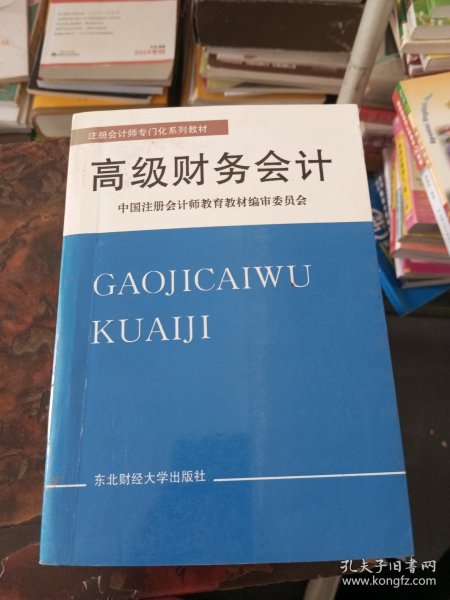 注册会计师专门化系列教材
高级财务会计
中国注册会计师教育教材编审委员会
GAOJICAIWU
KUAIJI
东北财经大学出版社
孔夫子旧书网
www.kongfz.com